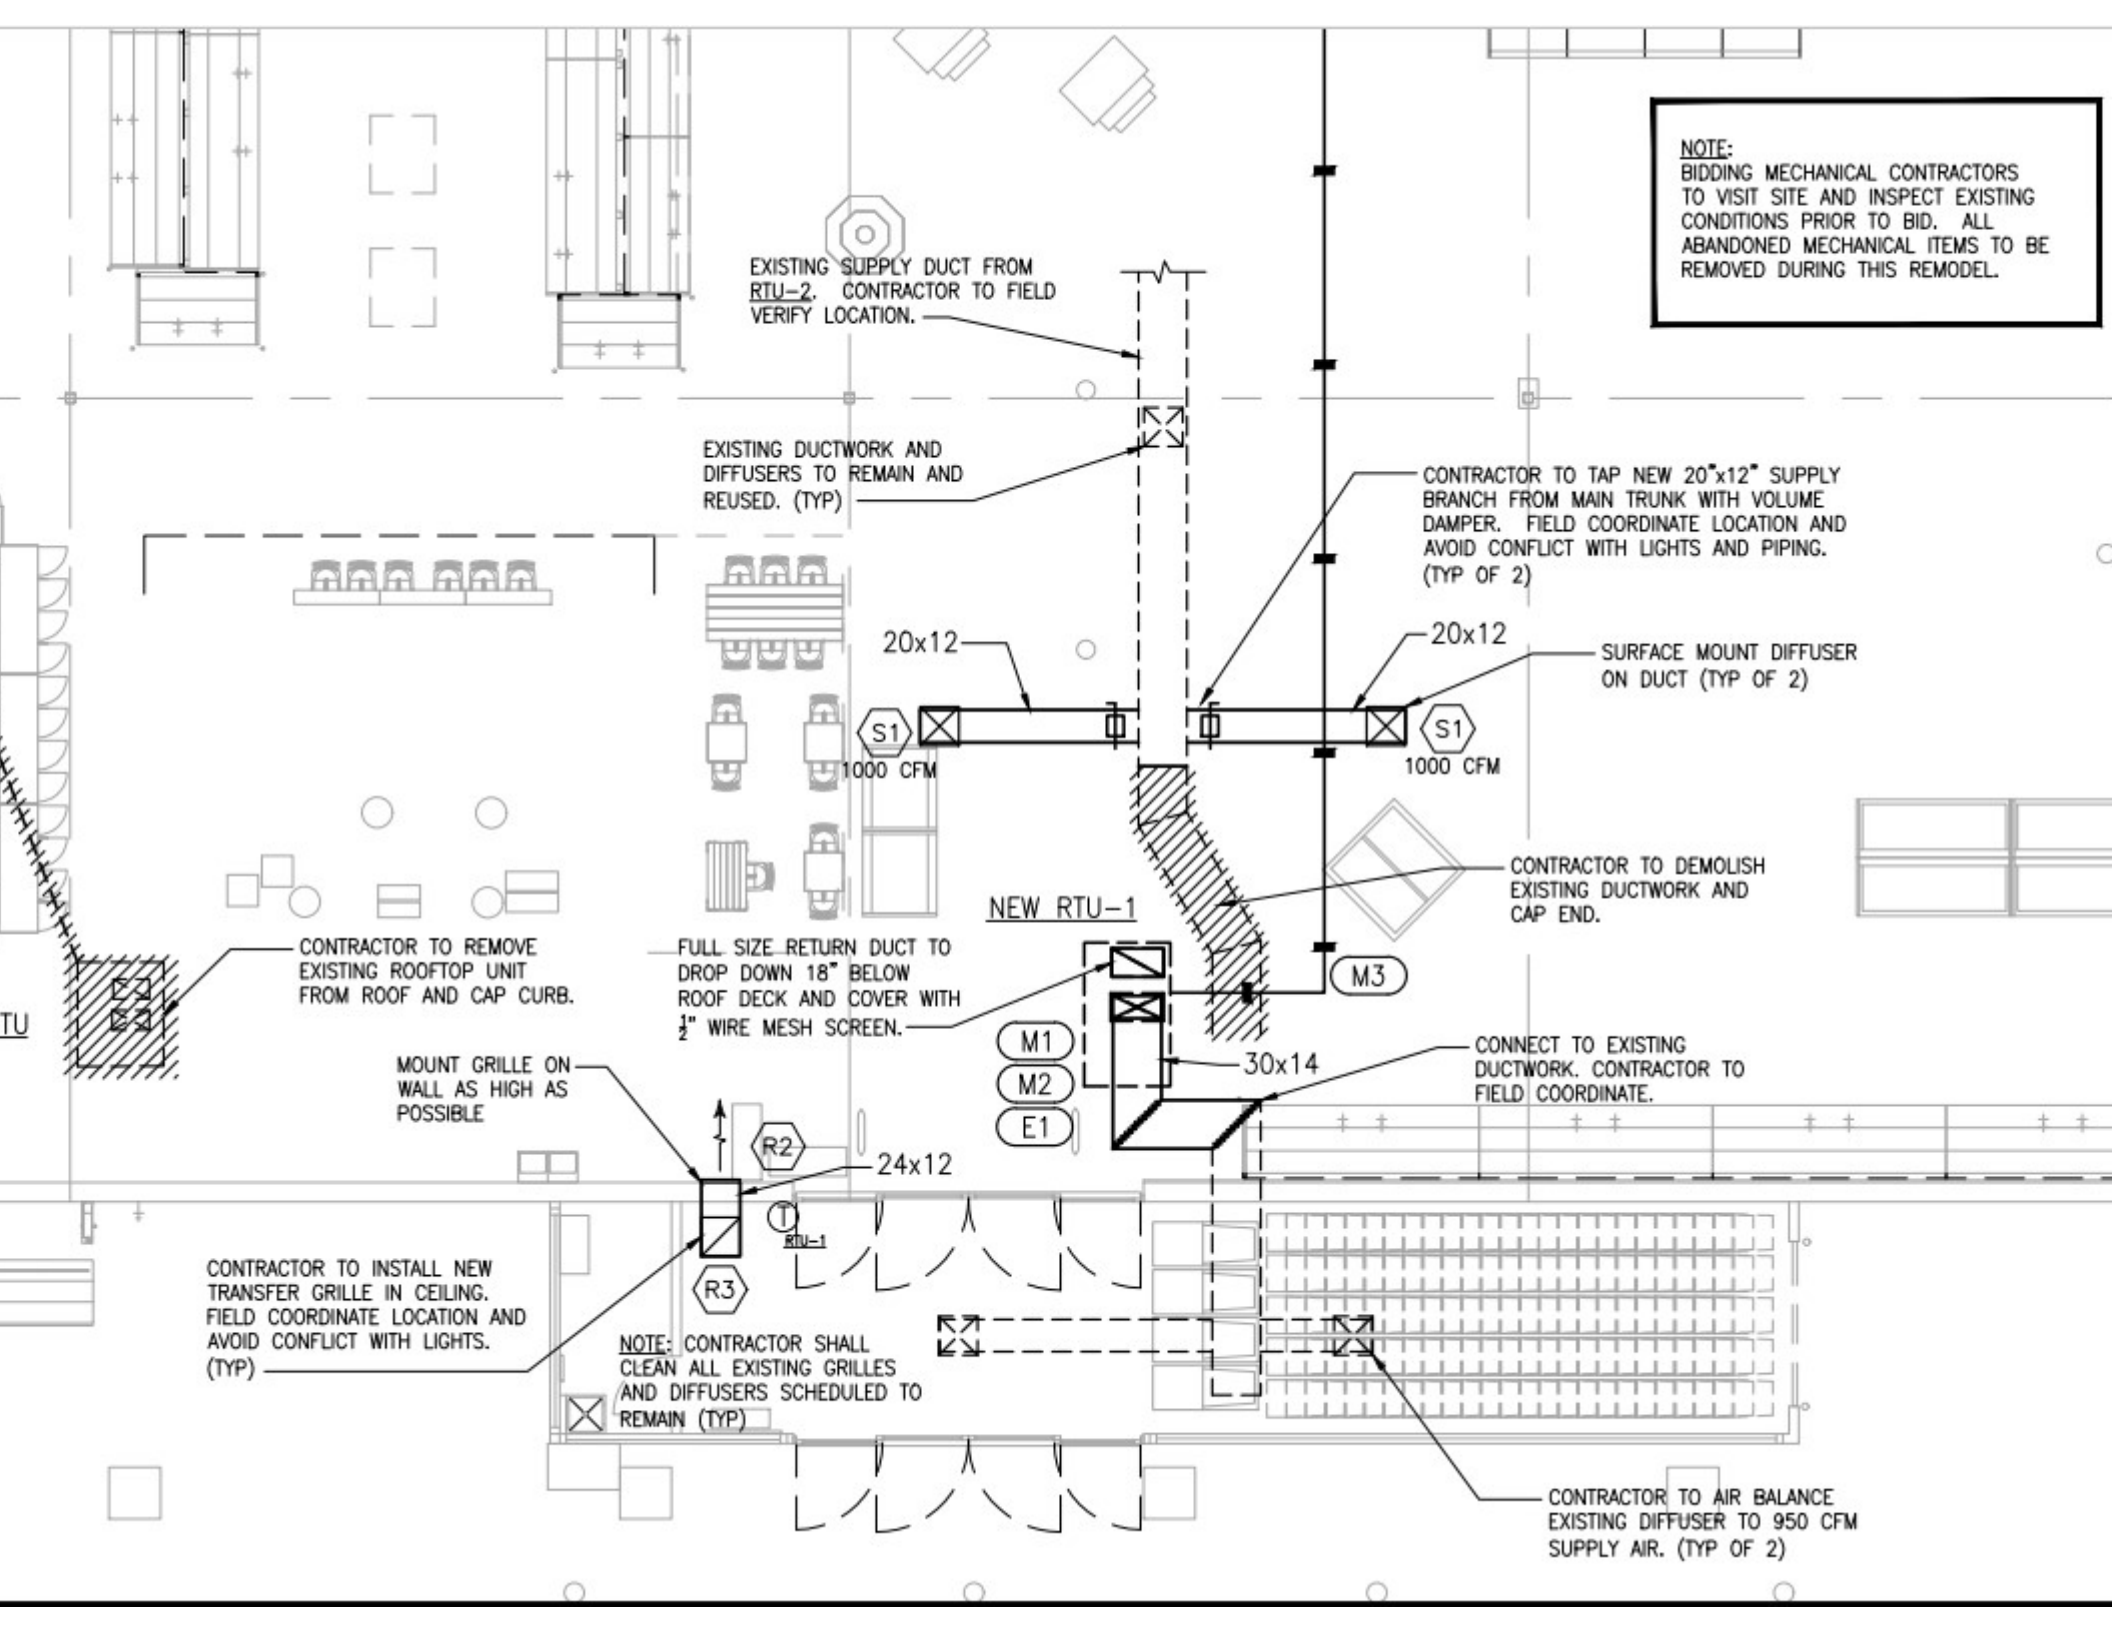 NOTE:
BIDDING MECHANICAL CONTRACTORS
TO VISIT SITE AND INSPECT EXISTING
CONDITIONS PRIOR TO BID. ALL
ABANDONED MECHANICAL ITEMS TO BE
REMOVED DURING THIS REMODEL.
EXISTING SUPPLY DUCT FROM
RTU-2. CONTRACTOR TO FIELD
VERIFY LOCATION.
EXISTING DUCTWORK AND
DIFFUSERS TO REMAIN AND
REUSED. (TYP)
CONTRACTOR TO TAP NEW 20"x12" SUPPLY
BRANCH FROM MAIN TRUNK WITH VOLUME
DAMPER. FIELD COORDINATE LOCATION AND
AVOID CONFLICT WITH LIGHTS AND PIPING.
(TYP OF 2)
20x12
20x12
SURFACE MOUNT DIFFUSER
ON DUCT (TYP OF 2)
S1
1000 CFM
S1
1000 CFM
CONTRACTOR TO DEMOLISH
EXISTING DUCTWORK AND
CAP END.
NEW RTU-1
CONTRACTOR TO REMOVE
EXISTING ROOFTOP UNIT
FROM ROOF AND CAP CURB.
TU
FULL SIZE RETURN DUCT TO
DROP DOWN 18" BELOW
ROOF DECK AND COVER WITH
½" WIRE MESH SCREEN.
M3
M1
M2
E1
30x14
CONNECT TO EXISTING
DUCTWORK. CONTRACTOR TO
FIELD COORDINATE.
MOUNT GRILLE ON
WALL AS HIGH AS
POSSIBLE
R2
24x12
T
RTU-1
R3
CONTRACTOR TO INSTALL NEW
TRANSFER GRILLE IN CEILING.
FIELD COORDINATE LOCATION AND
AVOID CONFLICT WITH LIGHTS.
(TYP)
NOTE: CONTRACTOR SHALL
CLEAN ALL EXISTING GRILLES
AND DIFFUSERS SCHEDULED TO
REMAIN (TYP)
CONTRACTOR TO AIR BALANCE
EXISTING DIFFUSER TO 950 CFM
SUPPLY AIR. (TYP OF 2)